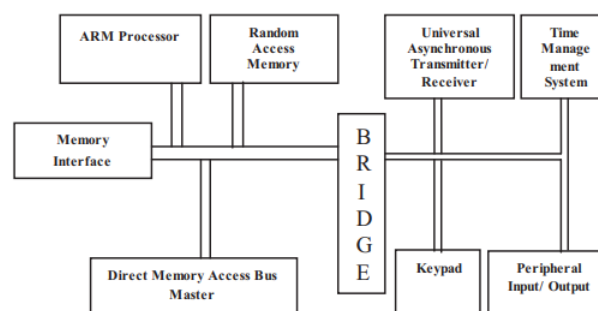 ARM Processor
Random
Access
Memory
Universal
Asynchronous
Transmitter/
Receiver
Time
Manage
ment
System
Memory
Interface
B
R
I
D
G
E
Direct Memory Access Bus
Master
Keypad
Peripheral
Input/ Output